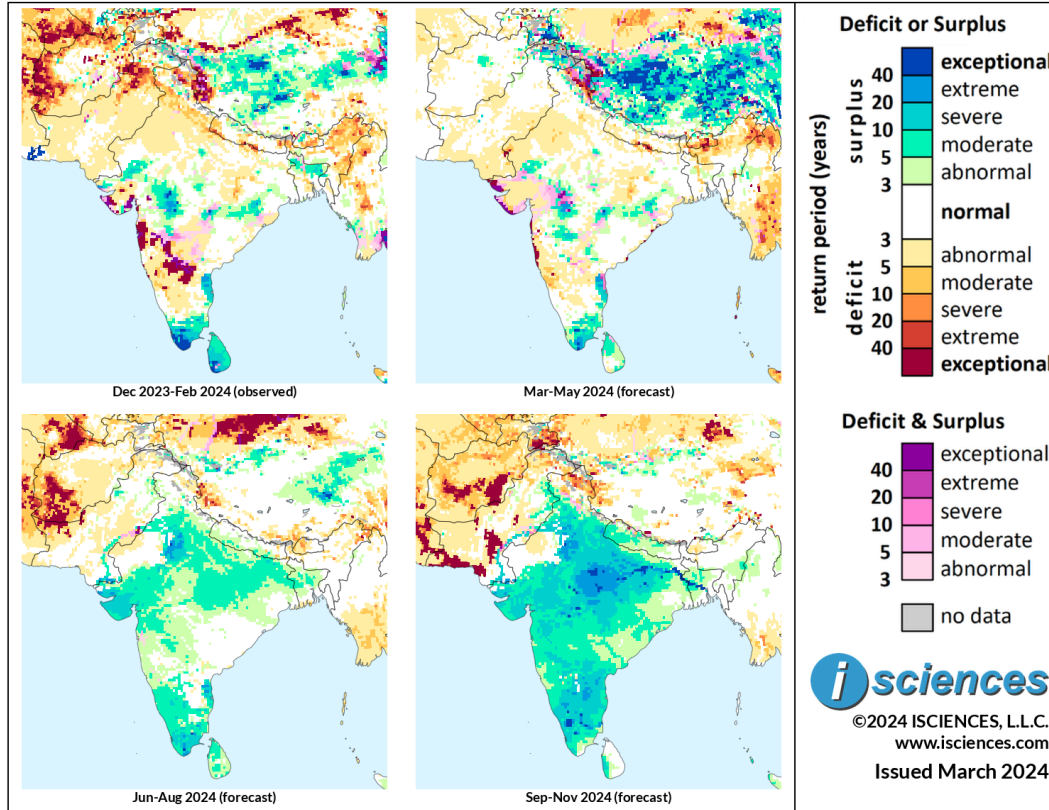 Dec 2023-Feb 2024 (observed)
Mar-May 2024 (forecast)
Jun-Aug 2024 (forecast)
Sep-Nov 2024 (forecast)
Deficit or Surplus
return period (years)
surplus
deficit
exceptional
40
extreme
20
severe
10
moderate
5
abnormal
3
normal
3
abnormal
5
moderate
10
severe
20
extreme
40
exceptional
Deficit & Surplus
exceptional
40
extreme
20
severe
10
moderate
5
abnormal
3
no data
i sciences
©2024 ISCIENCES, L.L.C.
www.isciences.com
Issued March 2024